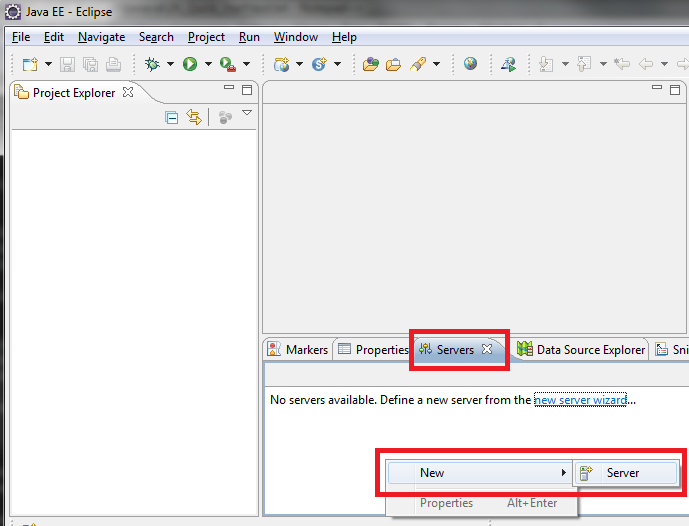 Java EE - Eclipse
File Edit Navigate Search Project Run Window Help
Project Explorer
Markers Properties Servers Data Source Explorer Sni
No servers available. Define a new server from the new server wizard...
New Server
Properties Alt+Enter